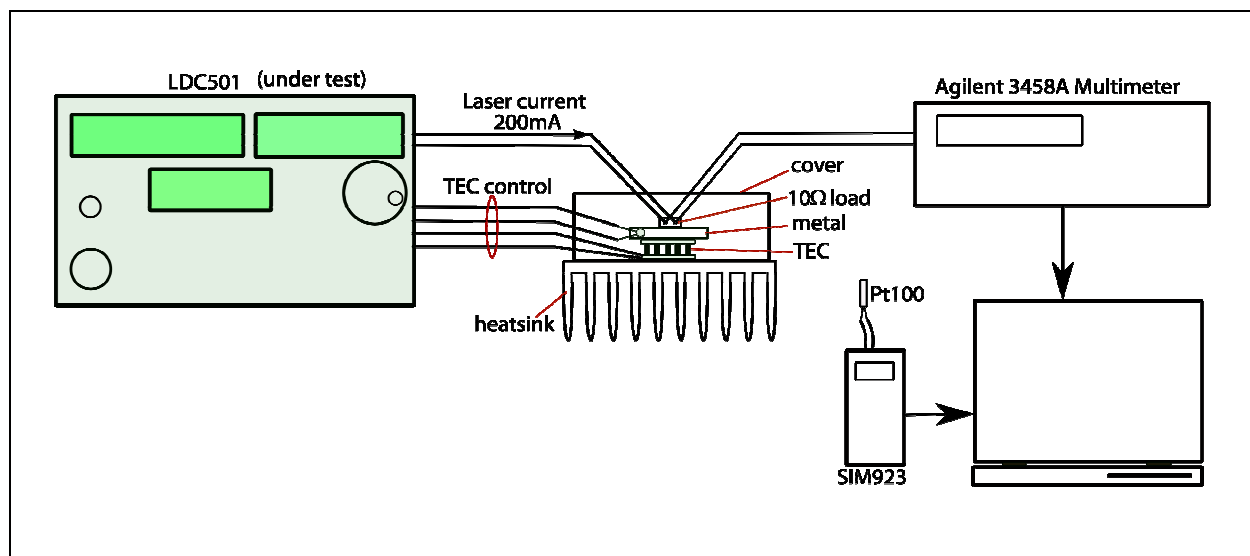 LDC501 (under test)
Agilent 3458A Multimeter
Laser current
200mA
cover
TEC control
10Ω load
metal
TEC
Pt100
heatsink
SIM923